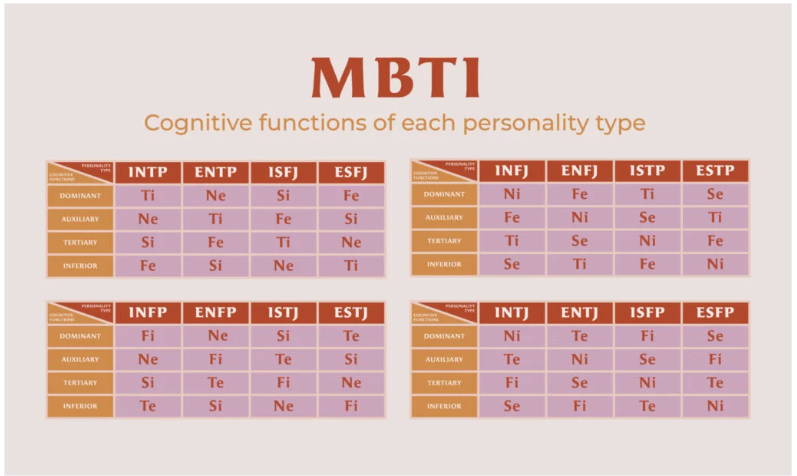 MBTI
Cognitive functions of each personality type
PERSONALITY TYPE
COGNITIVE FUNCTIONS
INTP ENTP ISFJ ESFJ
DOMINANT Ti Ne Si Fe
AUXILIARY Ne Ti Fe Si
TERTIARY Si Fe Ti Ne
INFERIOR Fe Si Ne Ti
PERSONALITY TYPE
COGNITIVE FUNCTIONS
INFJ ENFJ ISTP ESTP
DOMINANT Ni Fe Ti Se
AUXILIARY Fe Ni Se Ti
TERTIARY Ti Se Ni Fe
INFERIOR Se Ti Fe Ni
PERSONALITY TYPE
COGNITIVE FUNCTIONS
INFP ENFP ISTJ ESTJ
DOMINANT Fi Ne Si Te
AUXILIARY Ne Fi Te Si
TERTIARY Si Te Fi Ne
INFERIOR Te Si Ne Fi
PERSONALITY TYPE
COGNITIVE FUNCTIONS
INTJ ENTJ ISFP ESFP
DOMINANT Ni Te Fi Se
AUXILIARY Te Ni Se Fi
TERTIARY Fi Se Ni Te
INFERIOR Se Fi Te Ni